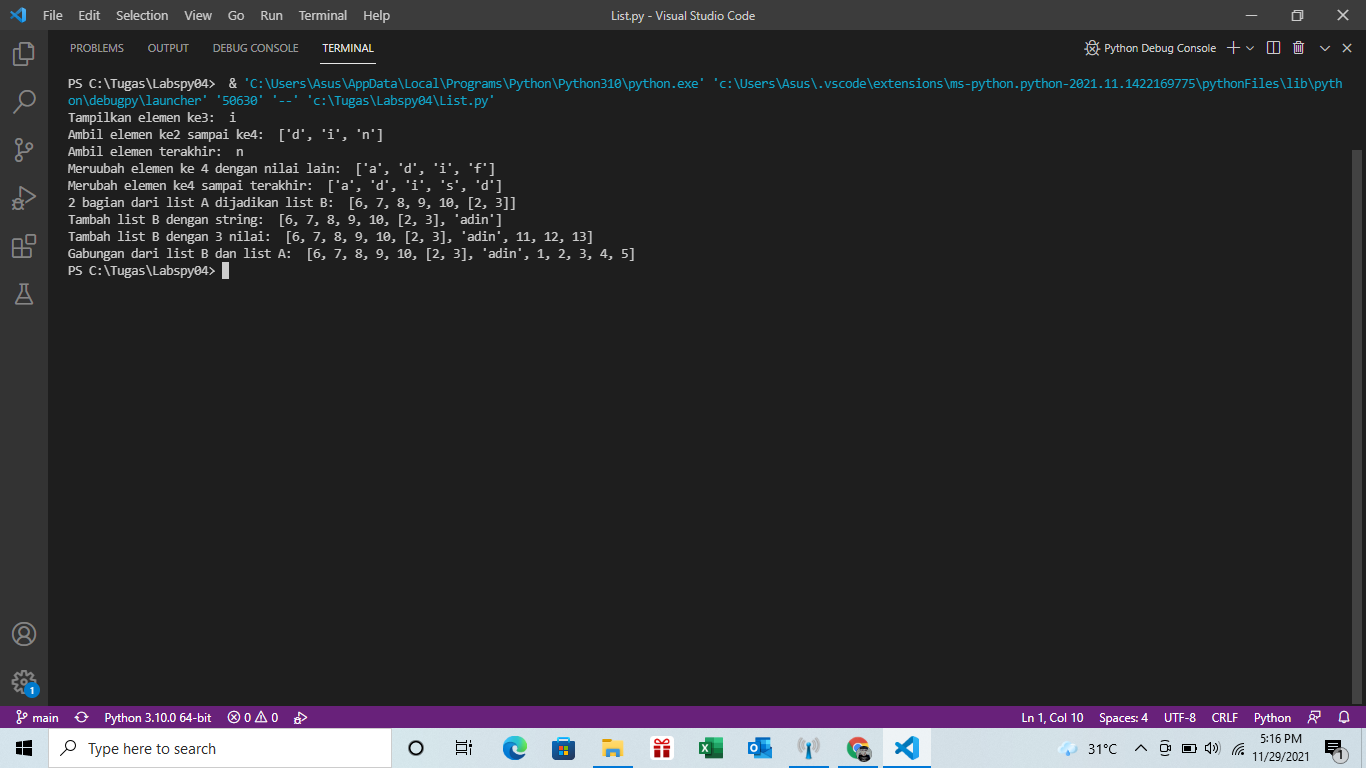 File Edit Selection View Go Run Terminal Help List.py - Visual Studio Code
PROBLEMS OUTPUT DEBUG CONSOLE TERMINAL Python Debug Console
PS C:\Tugas\Labspy04>  & 'C:\Users\Asus\AppData\Local\Programs\Python\Python310\python.exe' 'c:\Users\Asus\.vscode\extensions\ms-python.python-2021.11.1422169775\pythonFiles\lib\pyth
on\debugpy\launcher' '50630' '--' 'c:\Tugas\Labspy04\List.py'
Tampilkan elemen ke3:  i
Ambil elemen ke2 sampai ke4:  ['d', 'i', 'n']
Ambil elemen terakhir:  n
Meruubah elemen ke 4 dengan nilai lain:  ['a', 'd', 'i', 'f']
Merubah elemen ke4 sampai terakhir:  ['a', 'd', 'i', 's', 'd']
2 bagian dari list A dijadikan list B:  [6, 7, 8, 9, 10, [2, 3]]
Tambah list B dengan string:  [6, 7, 8, 9, 10, [2, 3], 'adin']
Tambah list B dengan 3 nilai:  [6, 7, 8, 9, 10, [2, 3], 'adin', 11, 12, 13]
Gabungan dari list B dan list A:  [6, 7, 8, 9, 10, [2, 3], 'adin', 1, 2, 3, 4, 5]
PS C:\Tugas\Labspy04>
1
main Python 3.10.0 64-bit 0 0 Ln 1, Col 10 Spaces: 4 UTF-8 CRLF Python
Type here to search 31°C 5:16 PM
11/29/2021 1